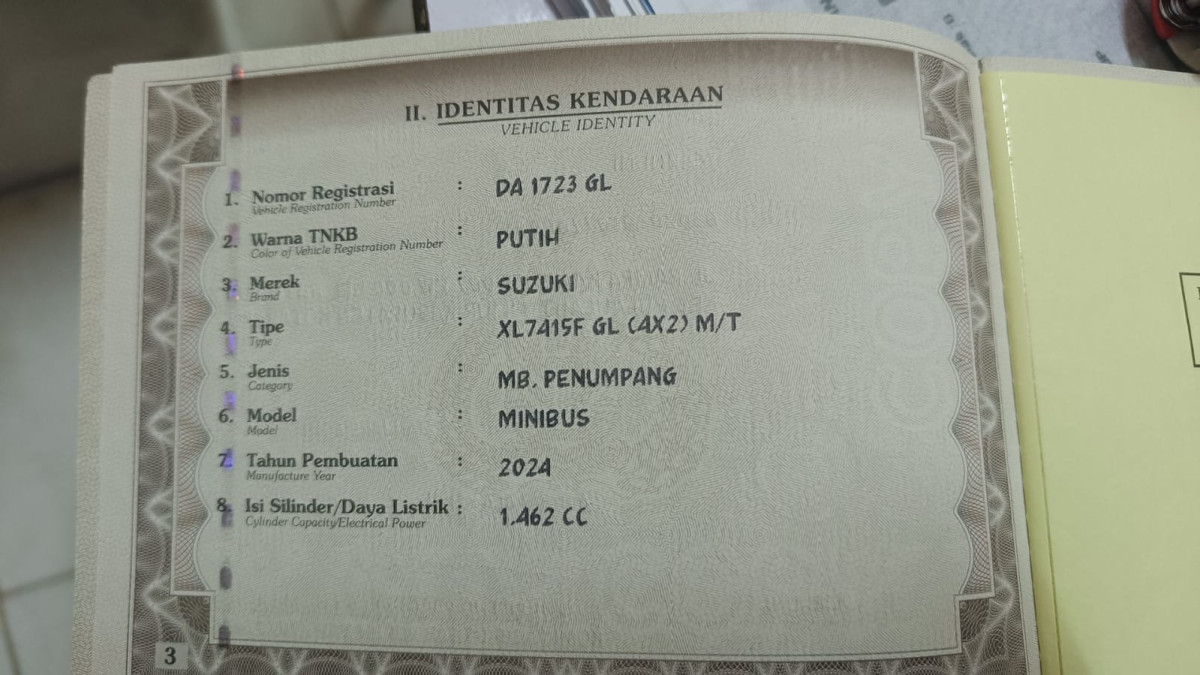 II. IDENTITAS KENDARAAN
VEHICLE IDENTITY
1. Nomor Registrasi : DA 1723 GL
Vehicle Registration Number
2. Warna TNKB : PUTIH
Color of Vehicle Registration Number
3. Merek : SUZUKI
Brand
4. Tipe : XL7415F GL (4X2) M/T
Type
5. Jenis : MB. PENUMPANG
Category
6. Model : MINIBUS
Model
7. Tahun Pembuatan : 2024
Manufacture Year
8. Isi Silinder/Daya Listrik : 1.462 CC
Cylinder Capacity/Electrical Power
3